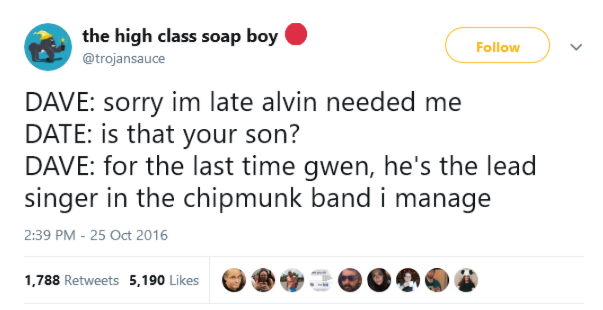 the high class soap boy
@trojansauce
Follow
DAVE: sorry im late alvin needed me
DATE: is that your son?
DAVE: for the last time gwen, he's the lead
singer in the chipmunk band i manage
2:39 PM - 25 Oct 2016
1,788 Retweets 5,190 Likes